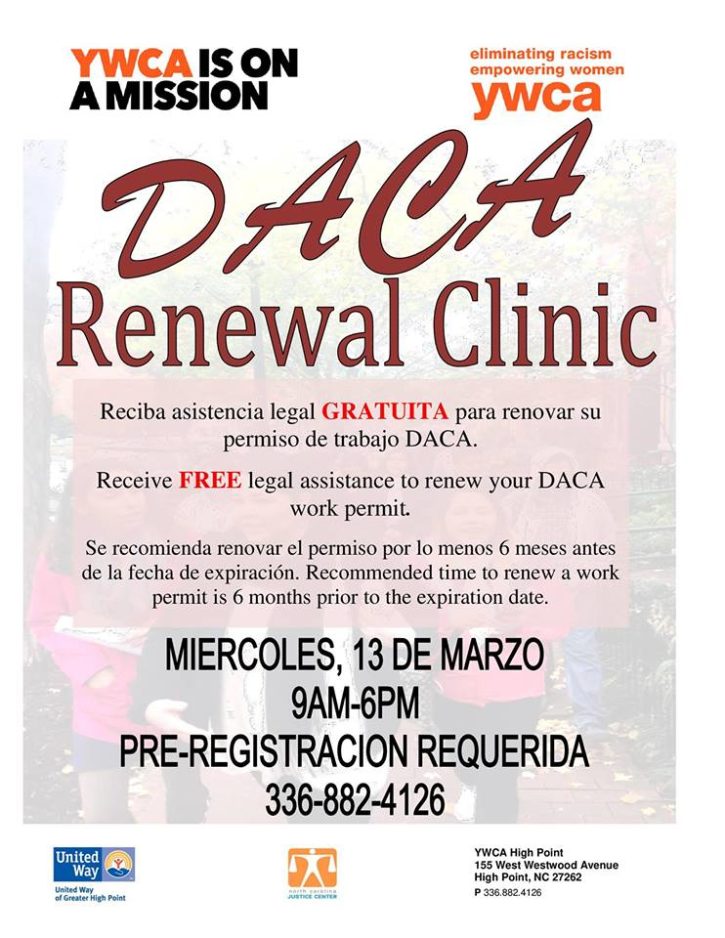 YWCA IS ON
A MISSION
eliminating racism
empowering women
ywca
DACA
Renewal Clinic
Reciba asistencia legal GRATUITA para renovar su
permiso de trabajo DACA.
Receive FREE legal assistance to renew your DACA
work permit.
Se recomienda renovar el permiso por lo menos 6 meses antes
de la fecha de expiración. Recommended time to renew a work
permit is 6 months prior to the expiration date.
MIERCOLES, 13 DE MARZO
9AM-6PM
PRE-REGISTRACION REQUERIDA
336-882-4126
United
Way
United Way
of Greater High Point
north carolina
JUSTICE CENTER
YWCA High Point
155 West Westwood Avenue
High Point, NC 27262
P 336.882.4126